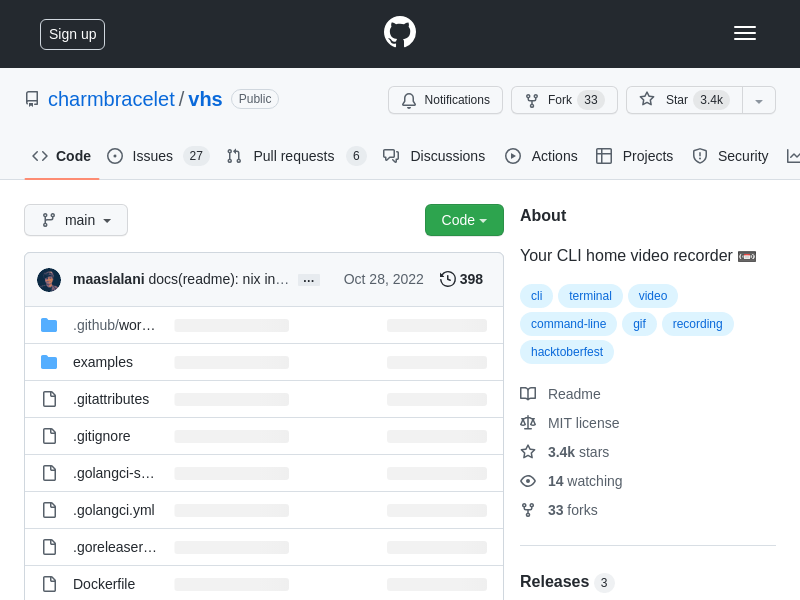 Sign up
charmbracelet / vhs Public
Notifications Fork 33 Star 3.4k
Code Issues 27 Pull requests 6 Discussions Actions Projects Security
main Code
maaslalani docs(readme): nix in… … Oct 28, 2022 398
.github/wor…
examples
.gitattributes
.gitignore
.golangci-s…
.golangci.yml
.goreleaser…
Dockerfile
About
Your CLI home video recorder 📼
cli terminal video
command-line gif recording
hacktoberfest
Readme
MIT license
3.4k stars
14 watching
33 forks
Releases 3